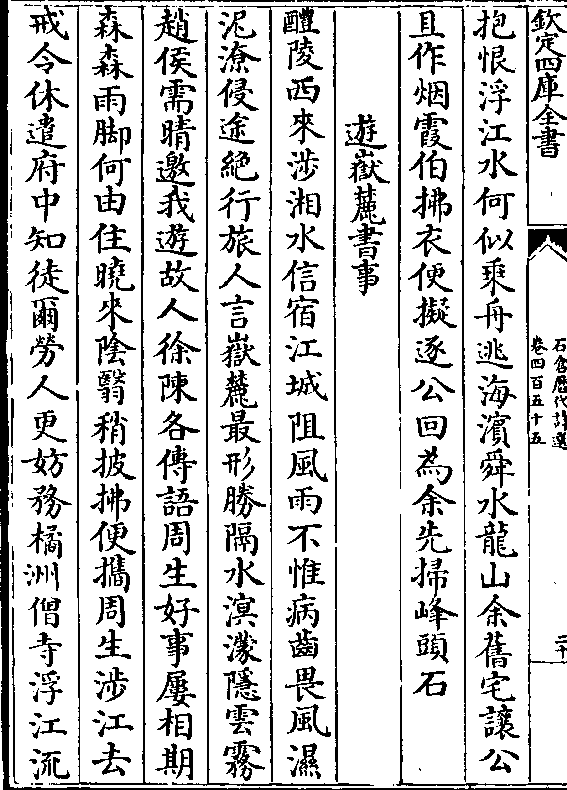 欽定四庫全書
石倉歷代詩選
卷四百五十五
二十
抱恨浮江水何似乘舟逃海濵舜水龍山余舊宅讓公
且作烟霞伯拂衣便擬逐公回為余先掃峰頭石
遊嶽麓書事
醴陵西來涉湘水信宿江城阻風雨不惟病齒畏風濕
泥潦侵途絶行旅人言嶽麓最形勝隔水溟濛隱雲霧
趙侯需晴邀我遊故人徐陳各傳語周生好事屢相期
森森雨脚何由住曉來陰翳稍披拂便攜周生涉江去
戒令休遣府中知徒爾勞人更妨務橘洲僧寺浮江流